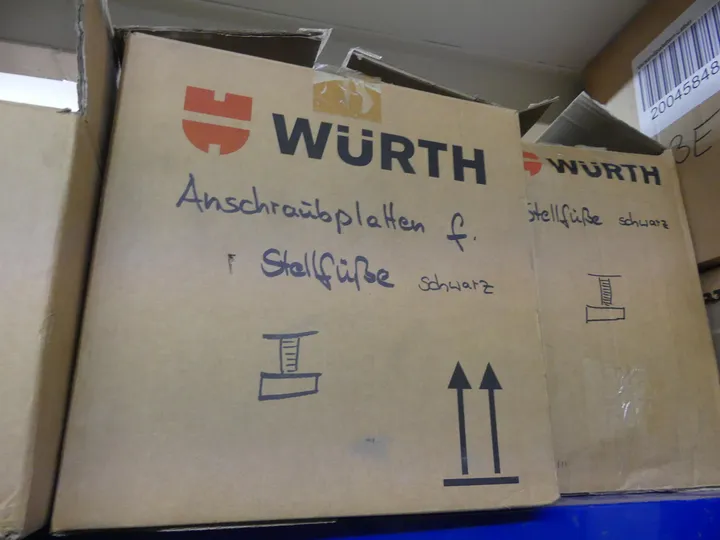 WÜRTH
Anschraubplatten f.
Stellfüße schwarz
WÜRTH
Stellfüße schwarz
20045848
BE